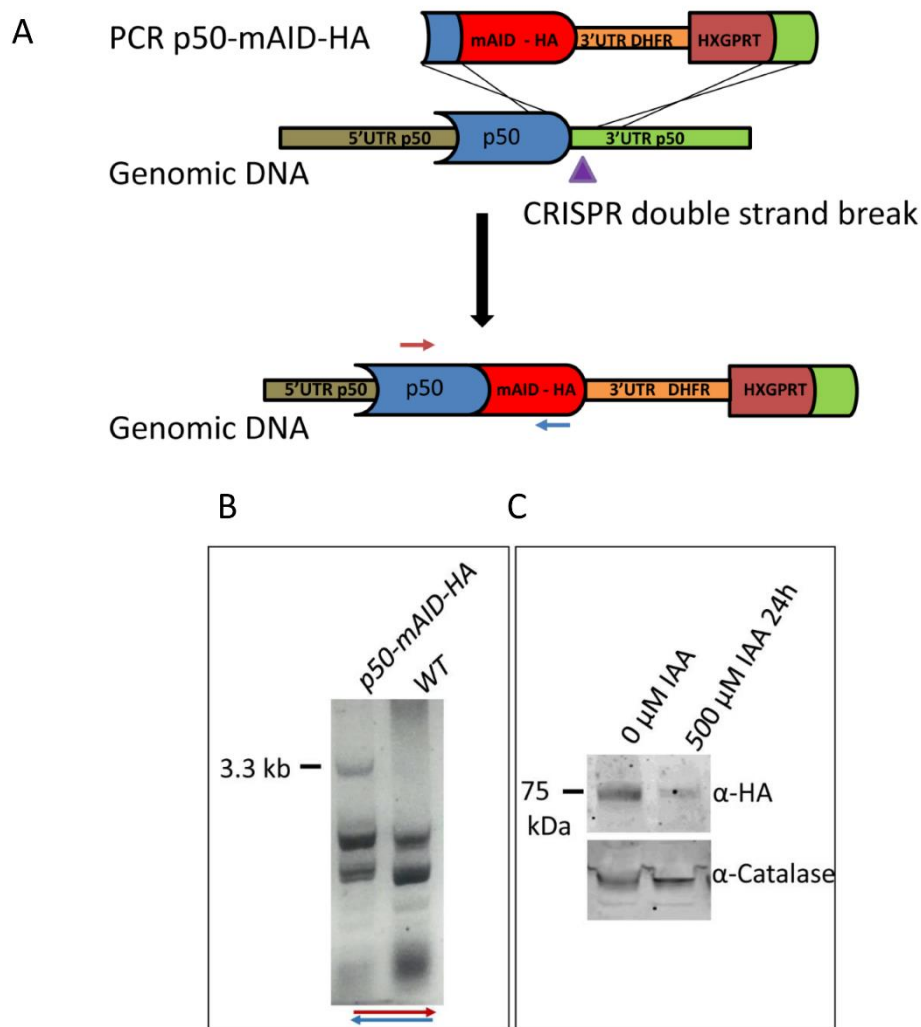 A
PCR p50-mAID-HA
mAID - HA
3'UTR DHFR
HXGPRT
5'UTR p50
p50
3'UTR p50
Genomic DNA
CRISPR double strand break
5'UTR p50
p50
mAID - HA
3'UTR DHFR
HXGPRT
Genomic DNA
B
p50-mAID-HA
WT
3.3 kb
C
0 µM IAA
500 µM IAA 24h
75
kDa
α-HA
α-Catalase